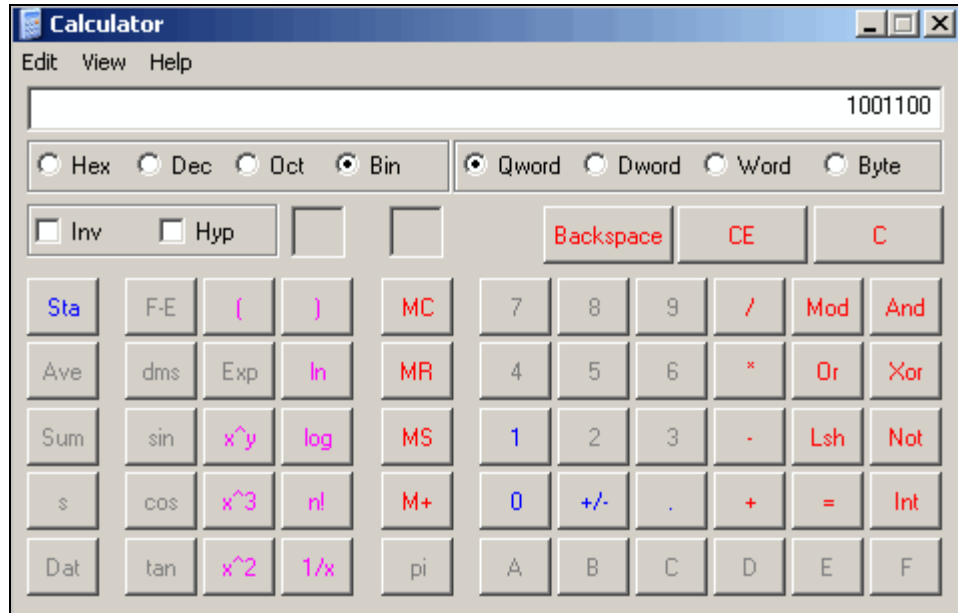 Calculator
Edit View Help
1001100
Hex Dec Oct Bin Qword Dword Word Byte
Inv Hyp Backspace CE C
Sta F-E ( ) MC 7 8 9 / Mod And
Ave dms Exp ln MR 4 5 6 * Or Xor
Sum sin x^y log MS 1 2 3 - Lsh Not
s cos x^3 n! M+ 0 +/- . + = Int
Dat tan x^2 1/x pi A B C D E F